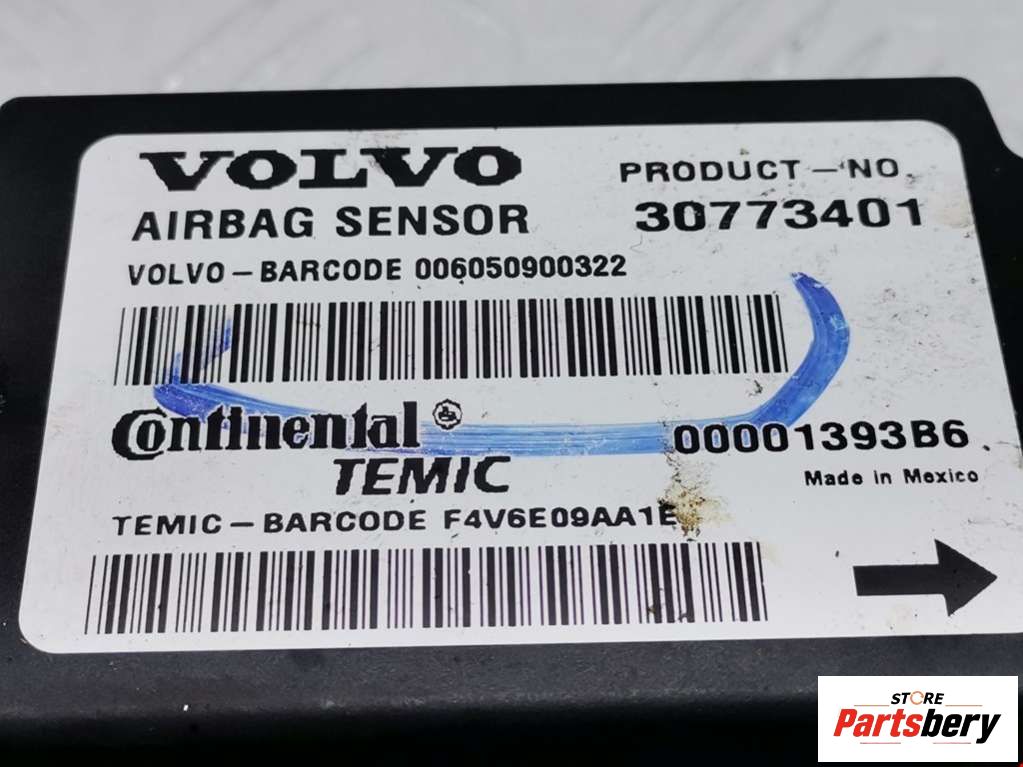 VOLVO
PRODUCT – NO.
AIRBAG SENSOR
30773401
VOLVO – BARCODE 006050900322
Continental
00001393B6
TEMIC
Made in Mexico
TEMIC – BARCODE F4V6E09AA1E
STORE
Partsbery